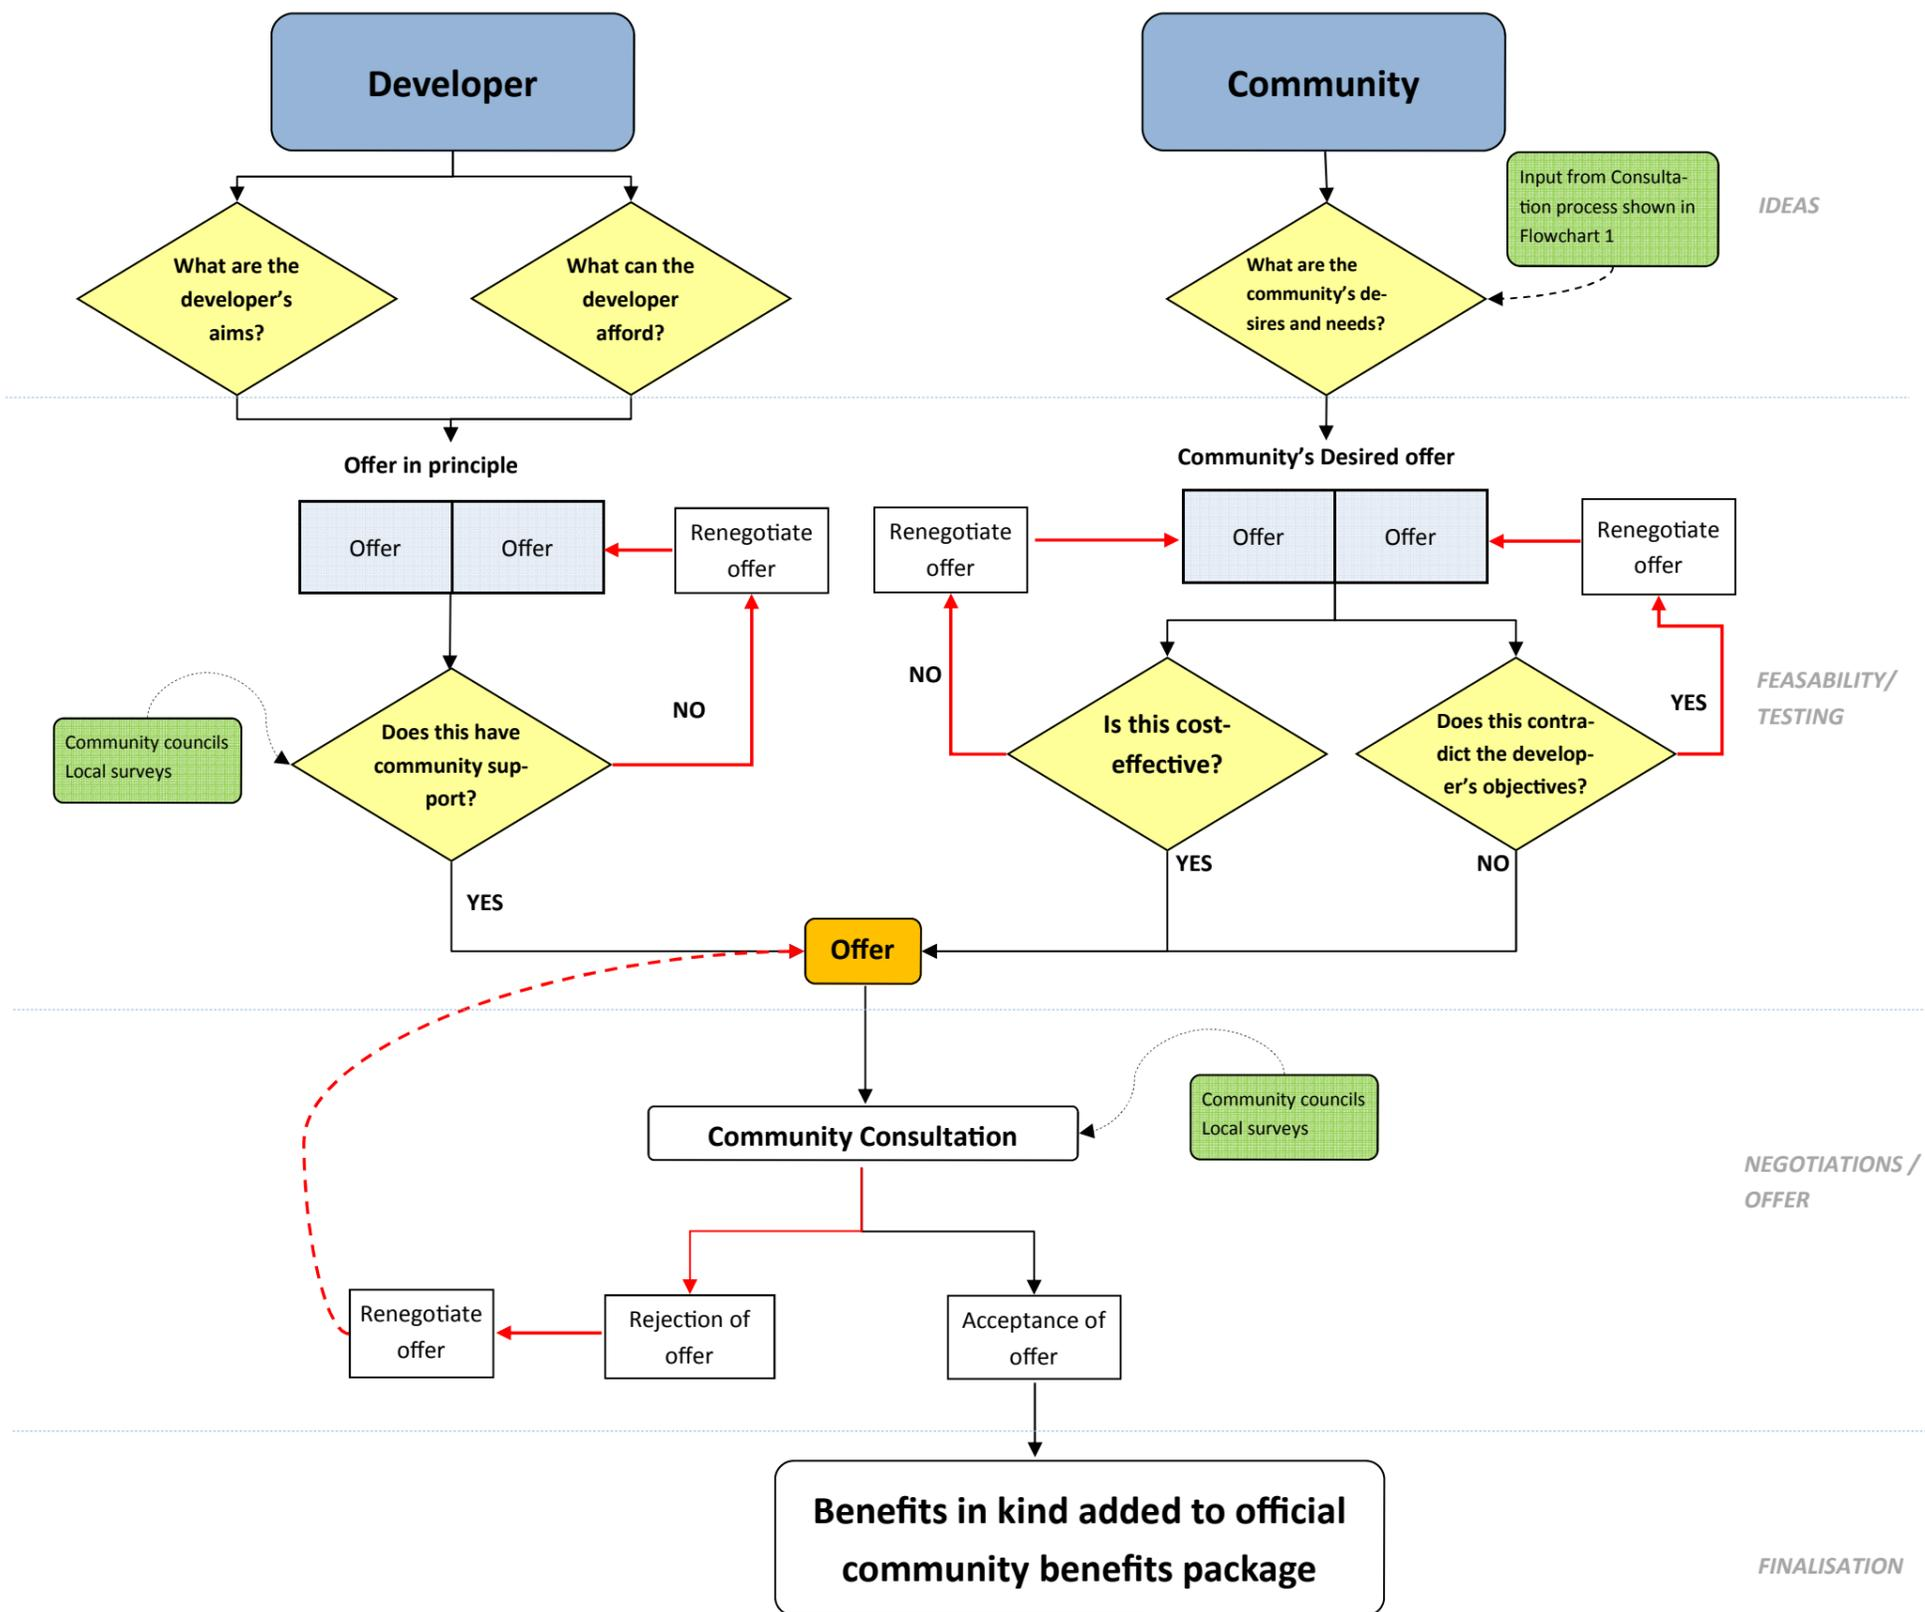 Developer
Community
Input from Consulta-
tion process shown in
Flowchart 1
IDEAS
What are the
developer’s
aims?
What can the
developer
afford?
What are the
community’s de-
sires and needs?
Offer in principle
Community’s Desired offer
Offer
Offer
Renegotiate
offer
Renegotiate
offer
Offer
Offer
Renegotiate
offer
NO
NO
YES
FEASABILITY/
TESTING
Community councils
Local surveys
Does this have
community sup-
port?
Is this cost-
effective?
Does this contra-
dict the develop-
er’s objectives?
YES
YES
NO
Offer
Community Consultation
Community councils
Local surveys
NEGOTIATIONS /
OFFER
Renegotiate
offer
Rejection of
offer
Acceptance of
offer
Benefits in kind added to official
community benefits package
FINALISATION